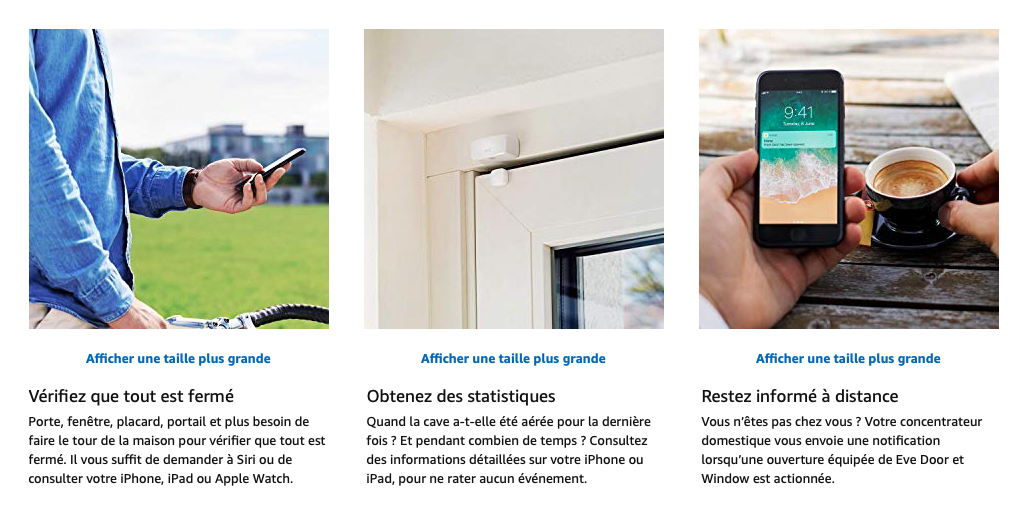 9:41
Tuesday, 6 June
Afficher une taille plus grande
Afficher une taille plus grande
Afficher une taille plus grande
Vérifiez que tout est fermé
Porte, fenêtre, placard, portail et plus besoin de
faire le tour de la maison pour vérifier que tout est
fermé. Il vous suffit de demander à Siri ou de
consulter votre iPhone, iPad ou Apple Watch.
Obtenez des statistiques
Quand la cave a-t-elle été aérée pour la dernière
fois ? Et pendant combien de temps ? Consultez
des informations détaillées sur votre iPhone ou
iPad, pour ne rater aucun événement.
Restez informé à distance
Vous n'êtes pas chez vous ? Votre concentrateur
domestique vous envoie une notification
lorsqu'une ouverture équipée de Eve Door et
Window est actionnée.